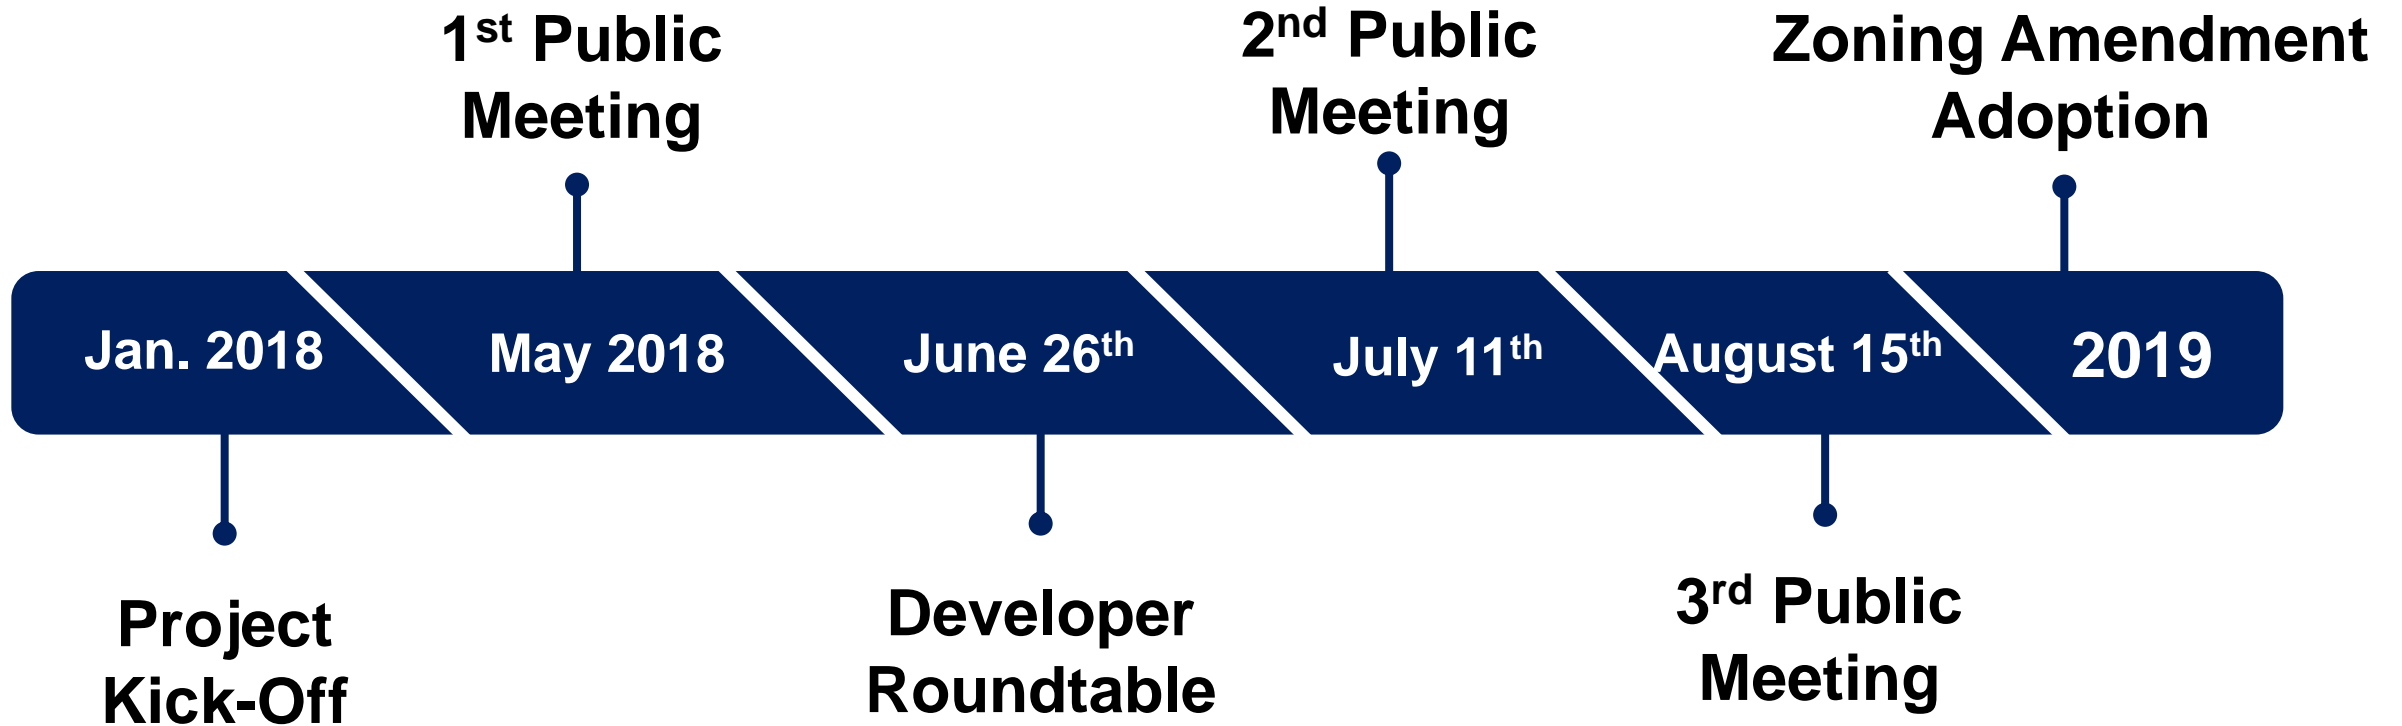 1st Public
Meeting
2nd Public
Meeting
Zoning Amendment
Adoption
Jan. 2018
May 2018
June 26th
July 11th
August 15th
2019
Project
Kick-Off
Developer
Roundtable
3rd Public
Meeting